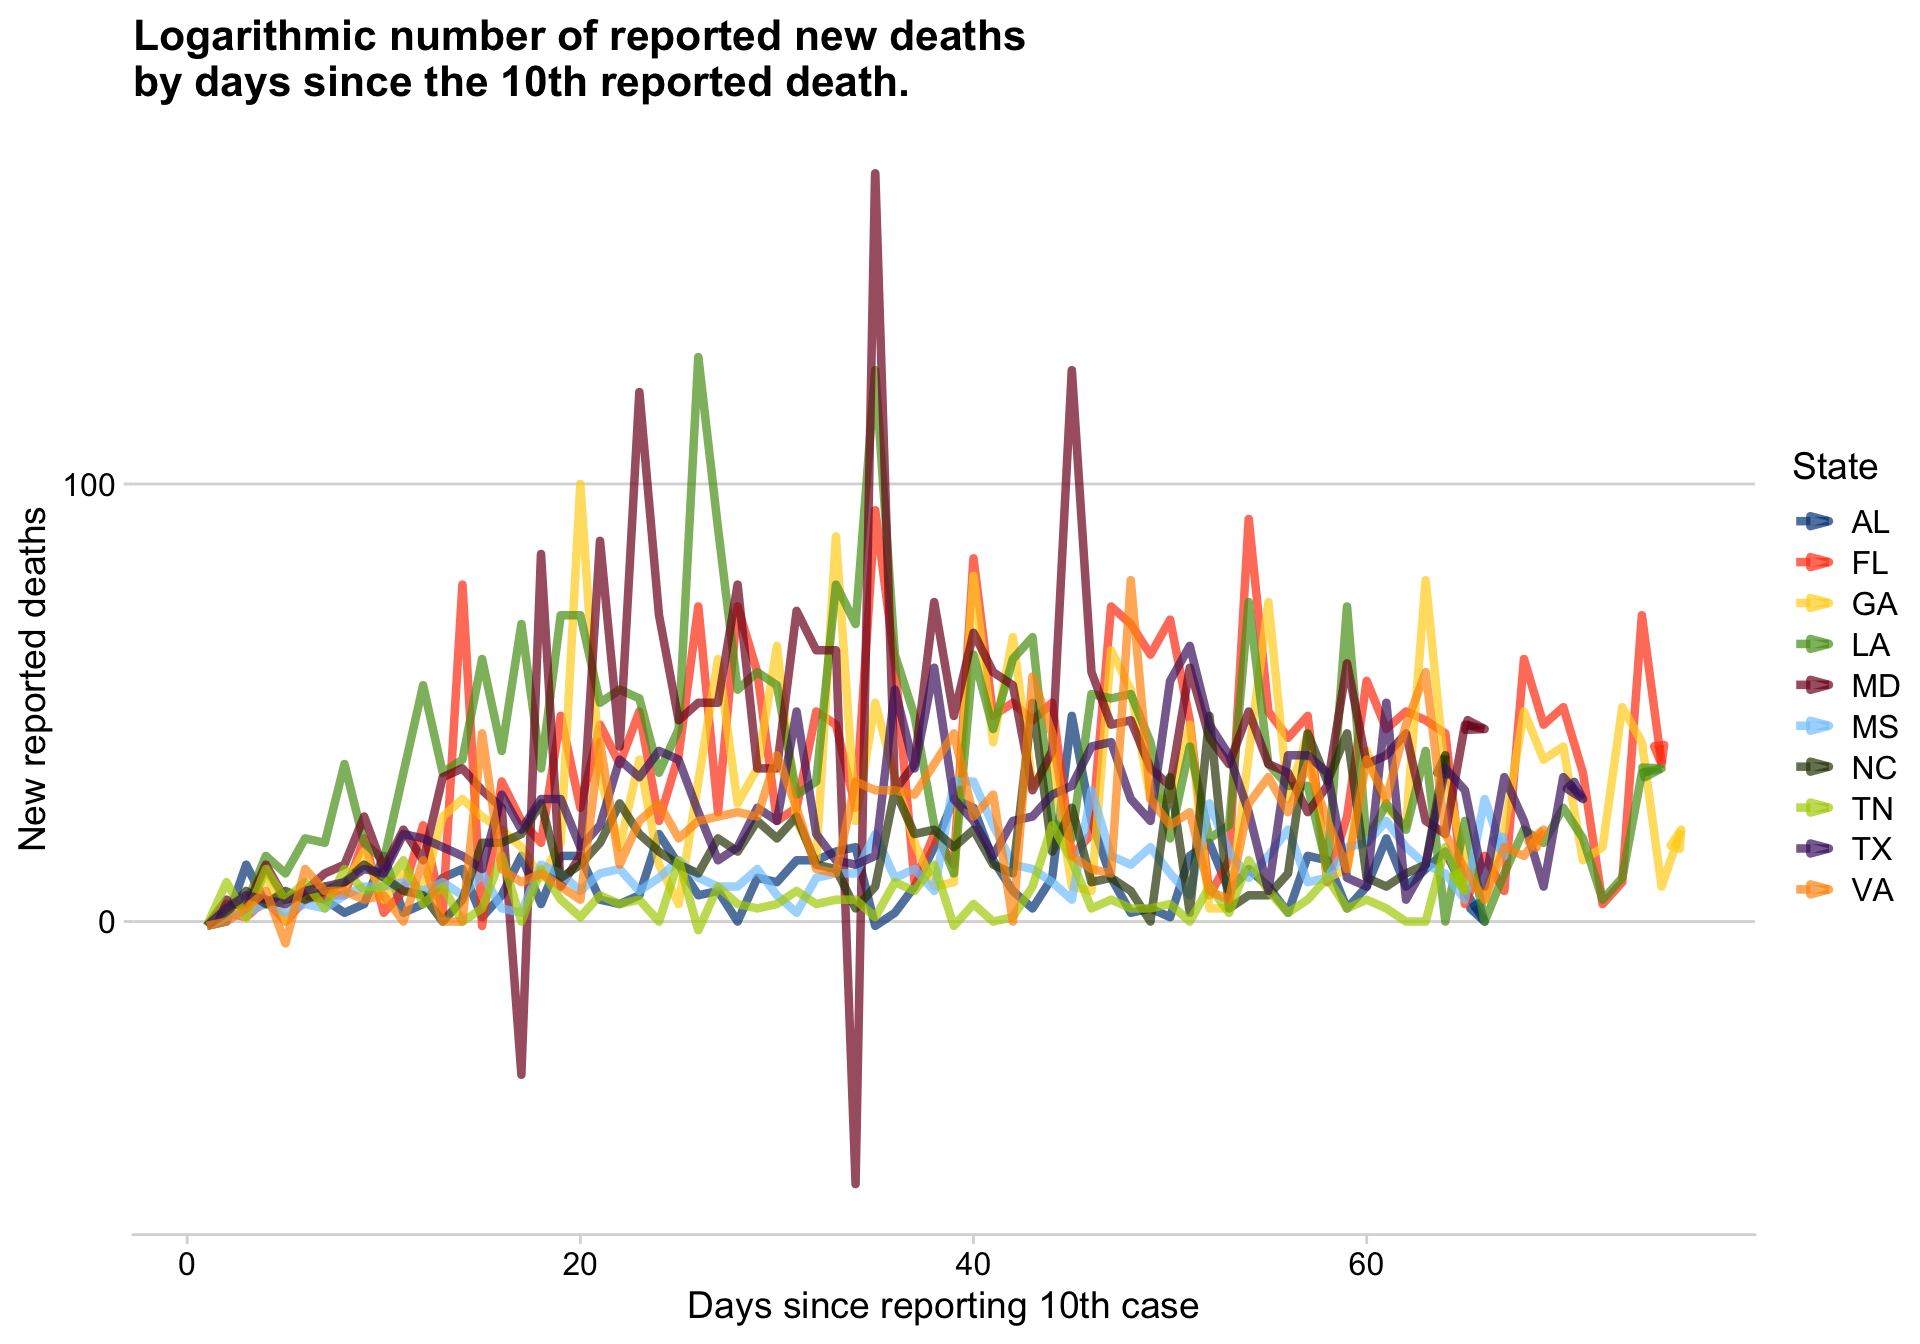 Logarithmic number of reported new deaths
by days since the 10th reported death.
New reported deaths
100
0
0
20
40
60
Days since reporting 10th case
State
AL
FL
GA
LA
MD
MS
NC
TN
TX
VA